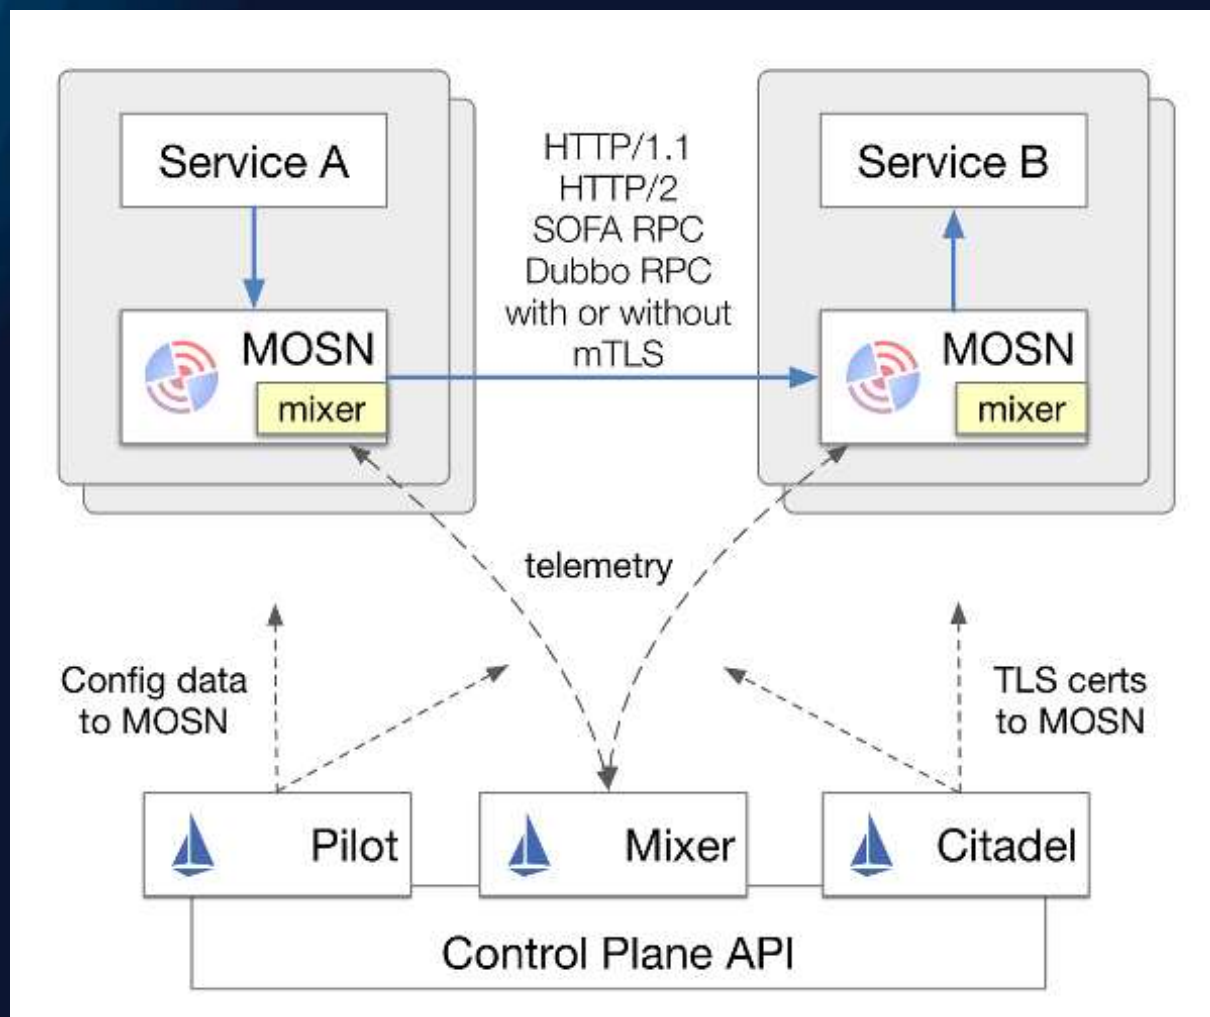 Service A
HTTP/1.1
HTTP/2
SOFA RPC
Dubbo RPC
with or without
mTLS
Service B
MOSN
mixer
MOSN
mixer
telemetry
Config data
to MOSN
TLS certs
to MOSN
Pilot
Mixer
Citadel
Control Plane API